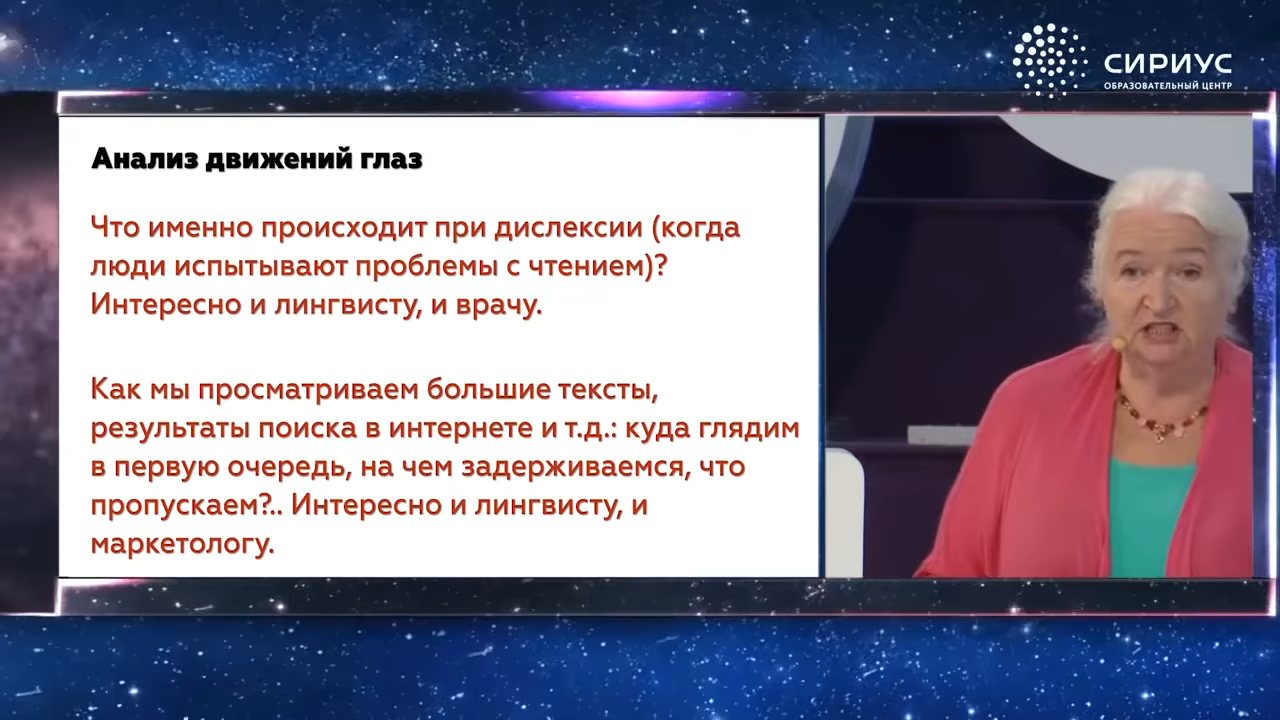 СИРИУС
ОБРАЗОВАТЕЛЬНЫЙ ЦЕНТР
Анализ движений глаз
Что именно происходит при дислексии (когда
люди испытывают проблемы с чтением)?
Интересно и лингвисту, и врачу.
Как мы просматриваем большие тексты,
результаты поиска в интернете и т.д.: куда глядим
в первую очередь, на чем задерживаемся, что
пропускаем?.. Интересно и лингвисту, и
маркетологу.